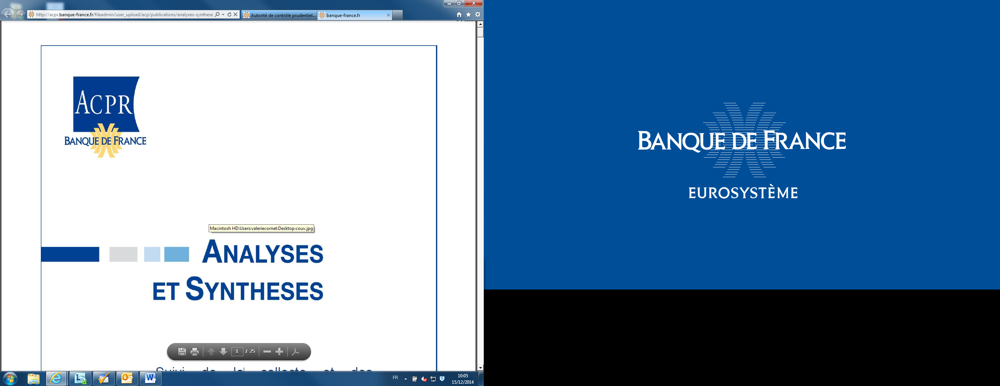 http://acpr.banque-france.fr/fileadmin/user_upload/acp/publications/analyses-synthese
Autorité de contrôle prudentiel...
banque-france.fr
ACPR
BANQUE DE FRANCE
Macintosh HD:Users:valeriecornet:Desktop:couv.jpg
ANALYSES
ET SYNTHESES
1 / 25
Suivi de la collecte et des
FR
10:05
15/12/2014
BANQUE DE FRANCE
EUROSYSTÈME